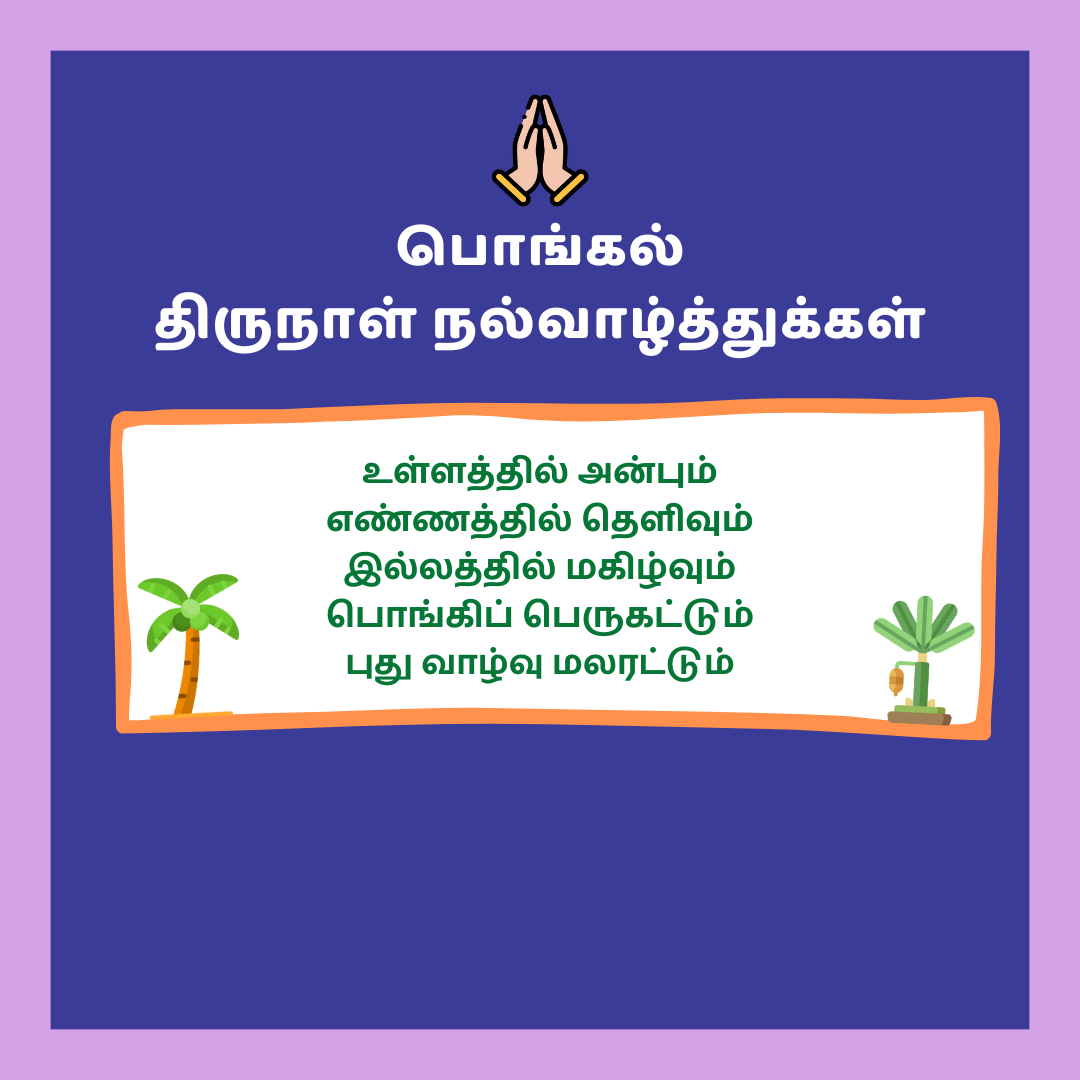 பொங்கல்
திருநாள் நல்வாழ்த்துக்கள்
உள்ளத்தில் அன்பும்
எண்ணத்தில் தெளிவும்
இல்லத்தில் மகிழ்வும்
பொங்கிப் பெருகட்டும்
புது வாழ்வு மலரட்டும்